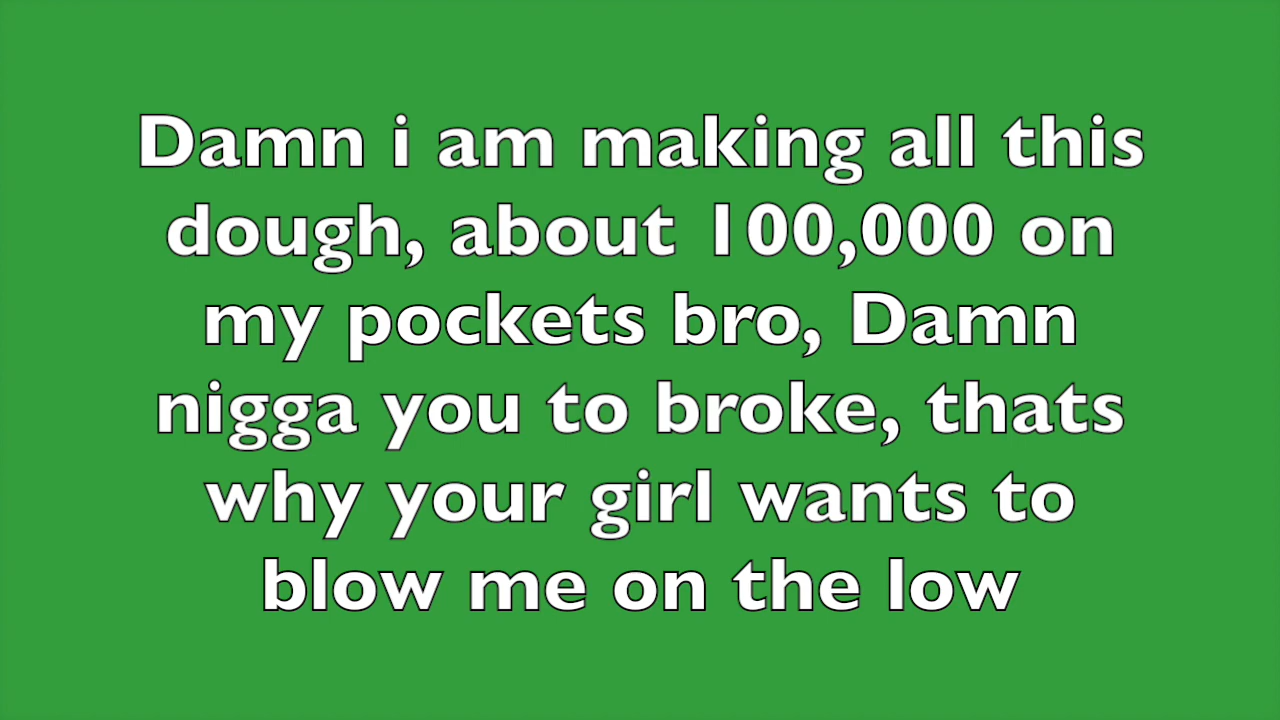 Damn i am making all this
dough, about 100,000 on
my pockets bro, Damn
nigga you to broke, thats
why your girl wants to
blow me on the low